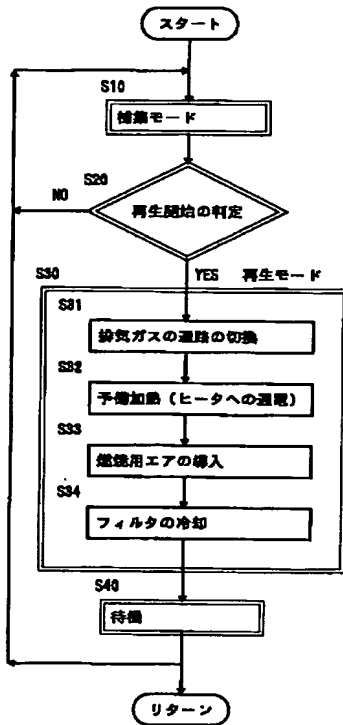 スタート
S10
捕集モード
S20
NO
再生開始の判定
S30
YES 再生モード
S31
排気ガスの通路の切換
S32
予備加熱（ヒータへの通電）
S33
燃焼用エアの導入
S34
フィルタの冷却
S40
待機
リターン